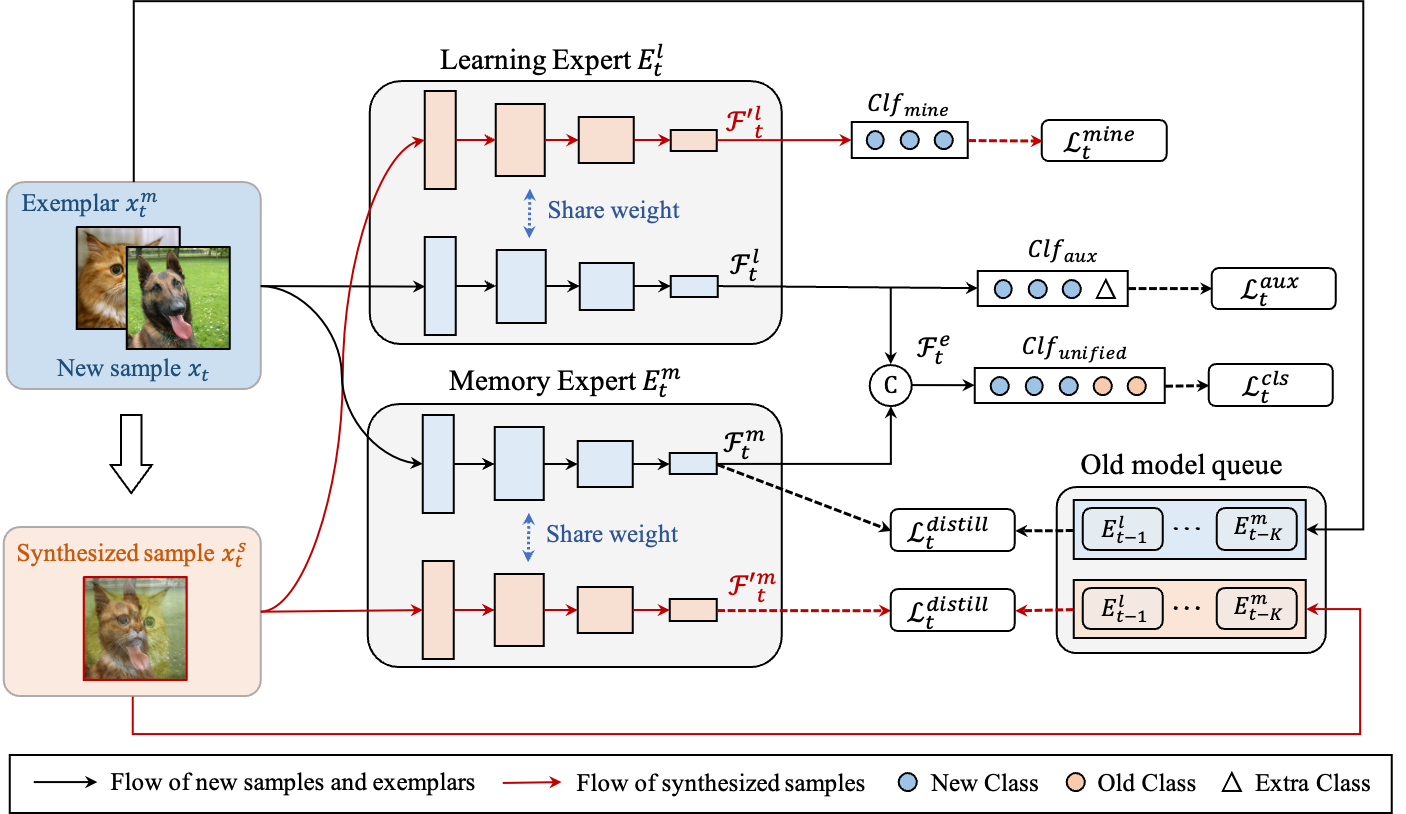 Learning Expert $E_t^l$
$\mathcal{F}'^l_t$
$Clf_{mine}$
$\mathcal{L}_t^{mine}$
Exemplar $x_t^m$
New sample $x_t$
Share weight
$\mathcal{F}_t^l$
$Clf_{aux}$
$\mathcal{L}_t^{aux}$
Memory Expert $E_t^m$
$\mathcal{F}_t^e$
C
$Clf_{unified}$
$\mathcal{L}_t^{cls}$
$\mathcal{F}_t^m$
Old model queue
$\mathcal{L}_t^{distill}$
$E_{t-1}^l$ ··· $E_{t-K}^m$
Share weight
Synthesized sample $x_t^s$
$\mathcal{F}'^m_t$
$\mathcal{L}_t^{distill}$
$E_{t-1}^l$ ··· $E_{t-K}^m$
Flow of new samples and exemplars
Flow of synthesized samples
New Class
Old Class
Extra Class